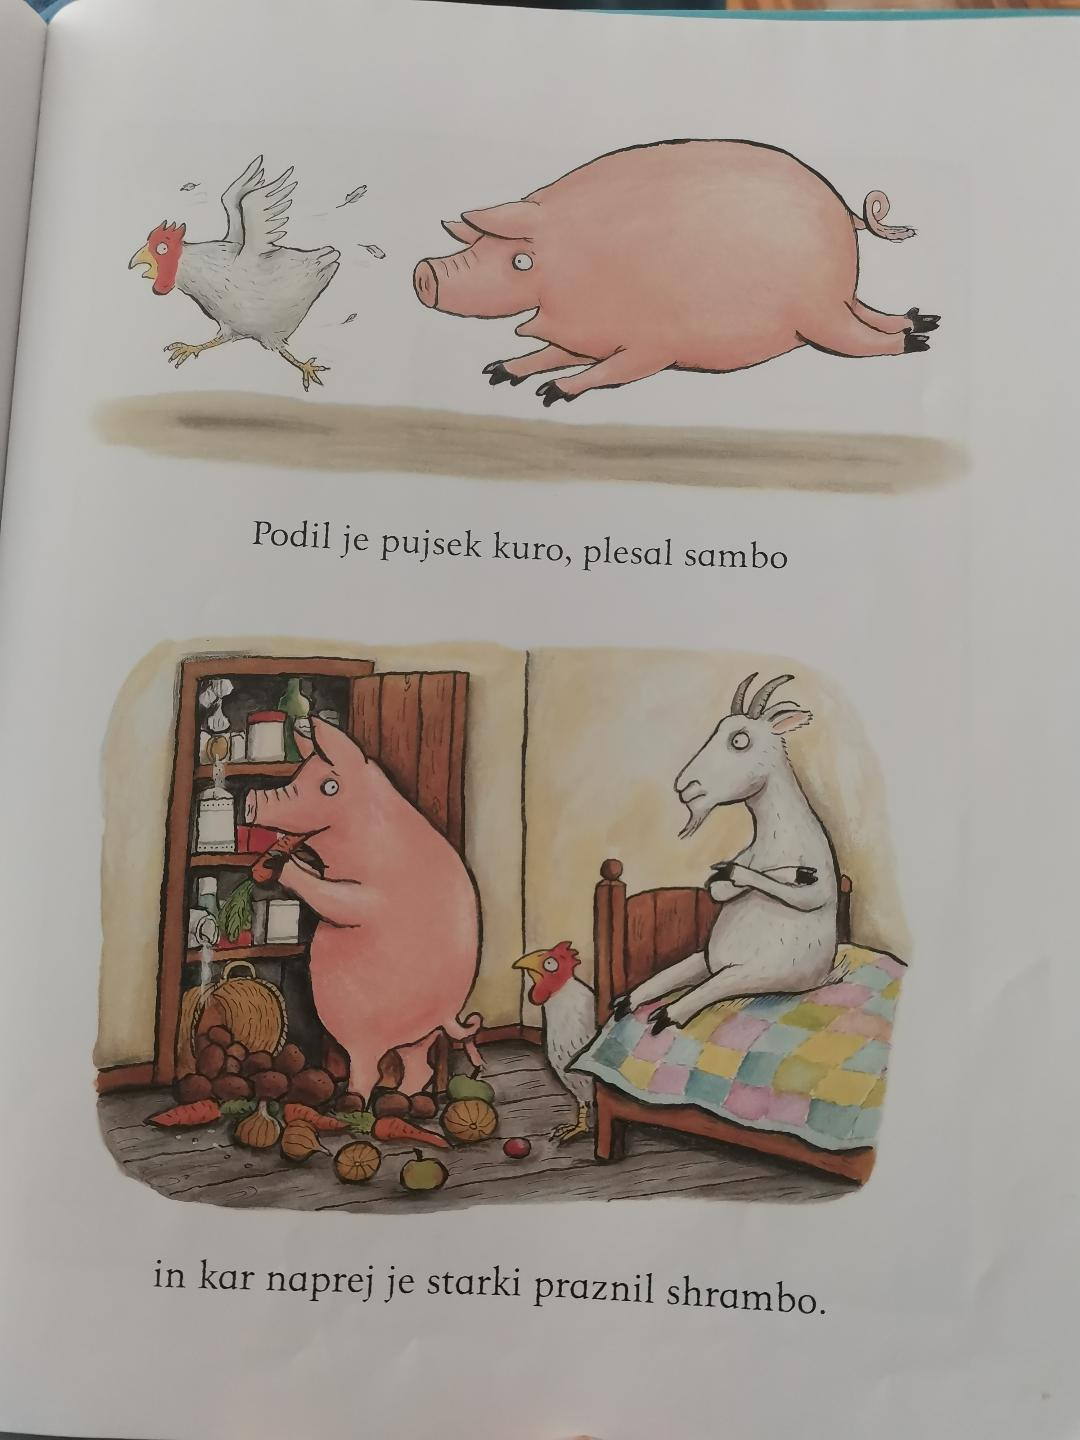 Podil je pujsek kuro, plesal sambo
in kar naprej je starki praznil shrambo.